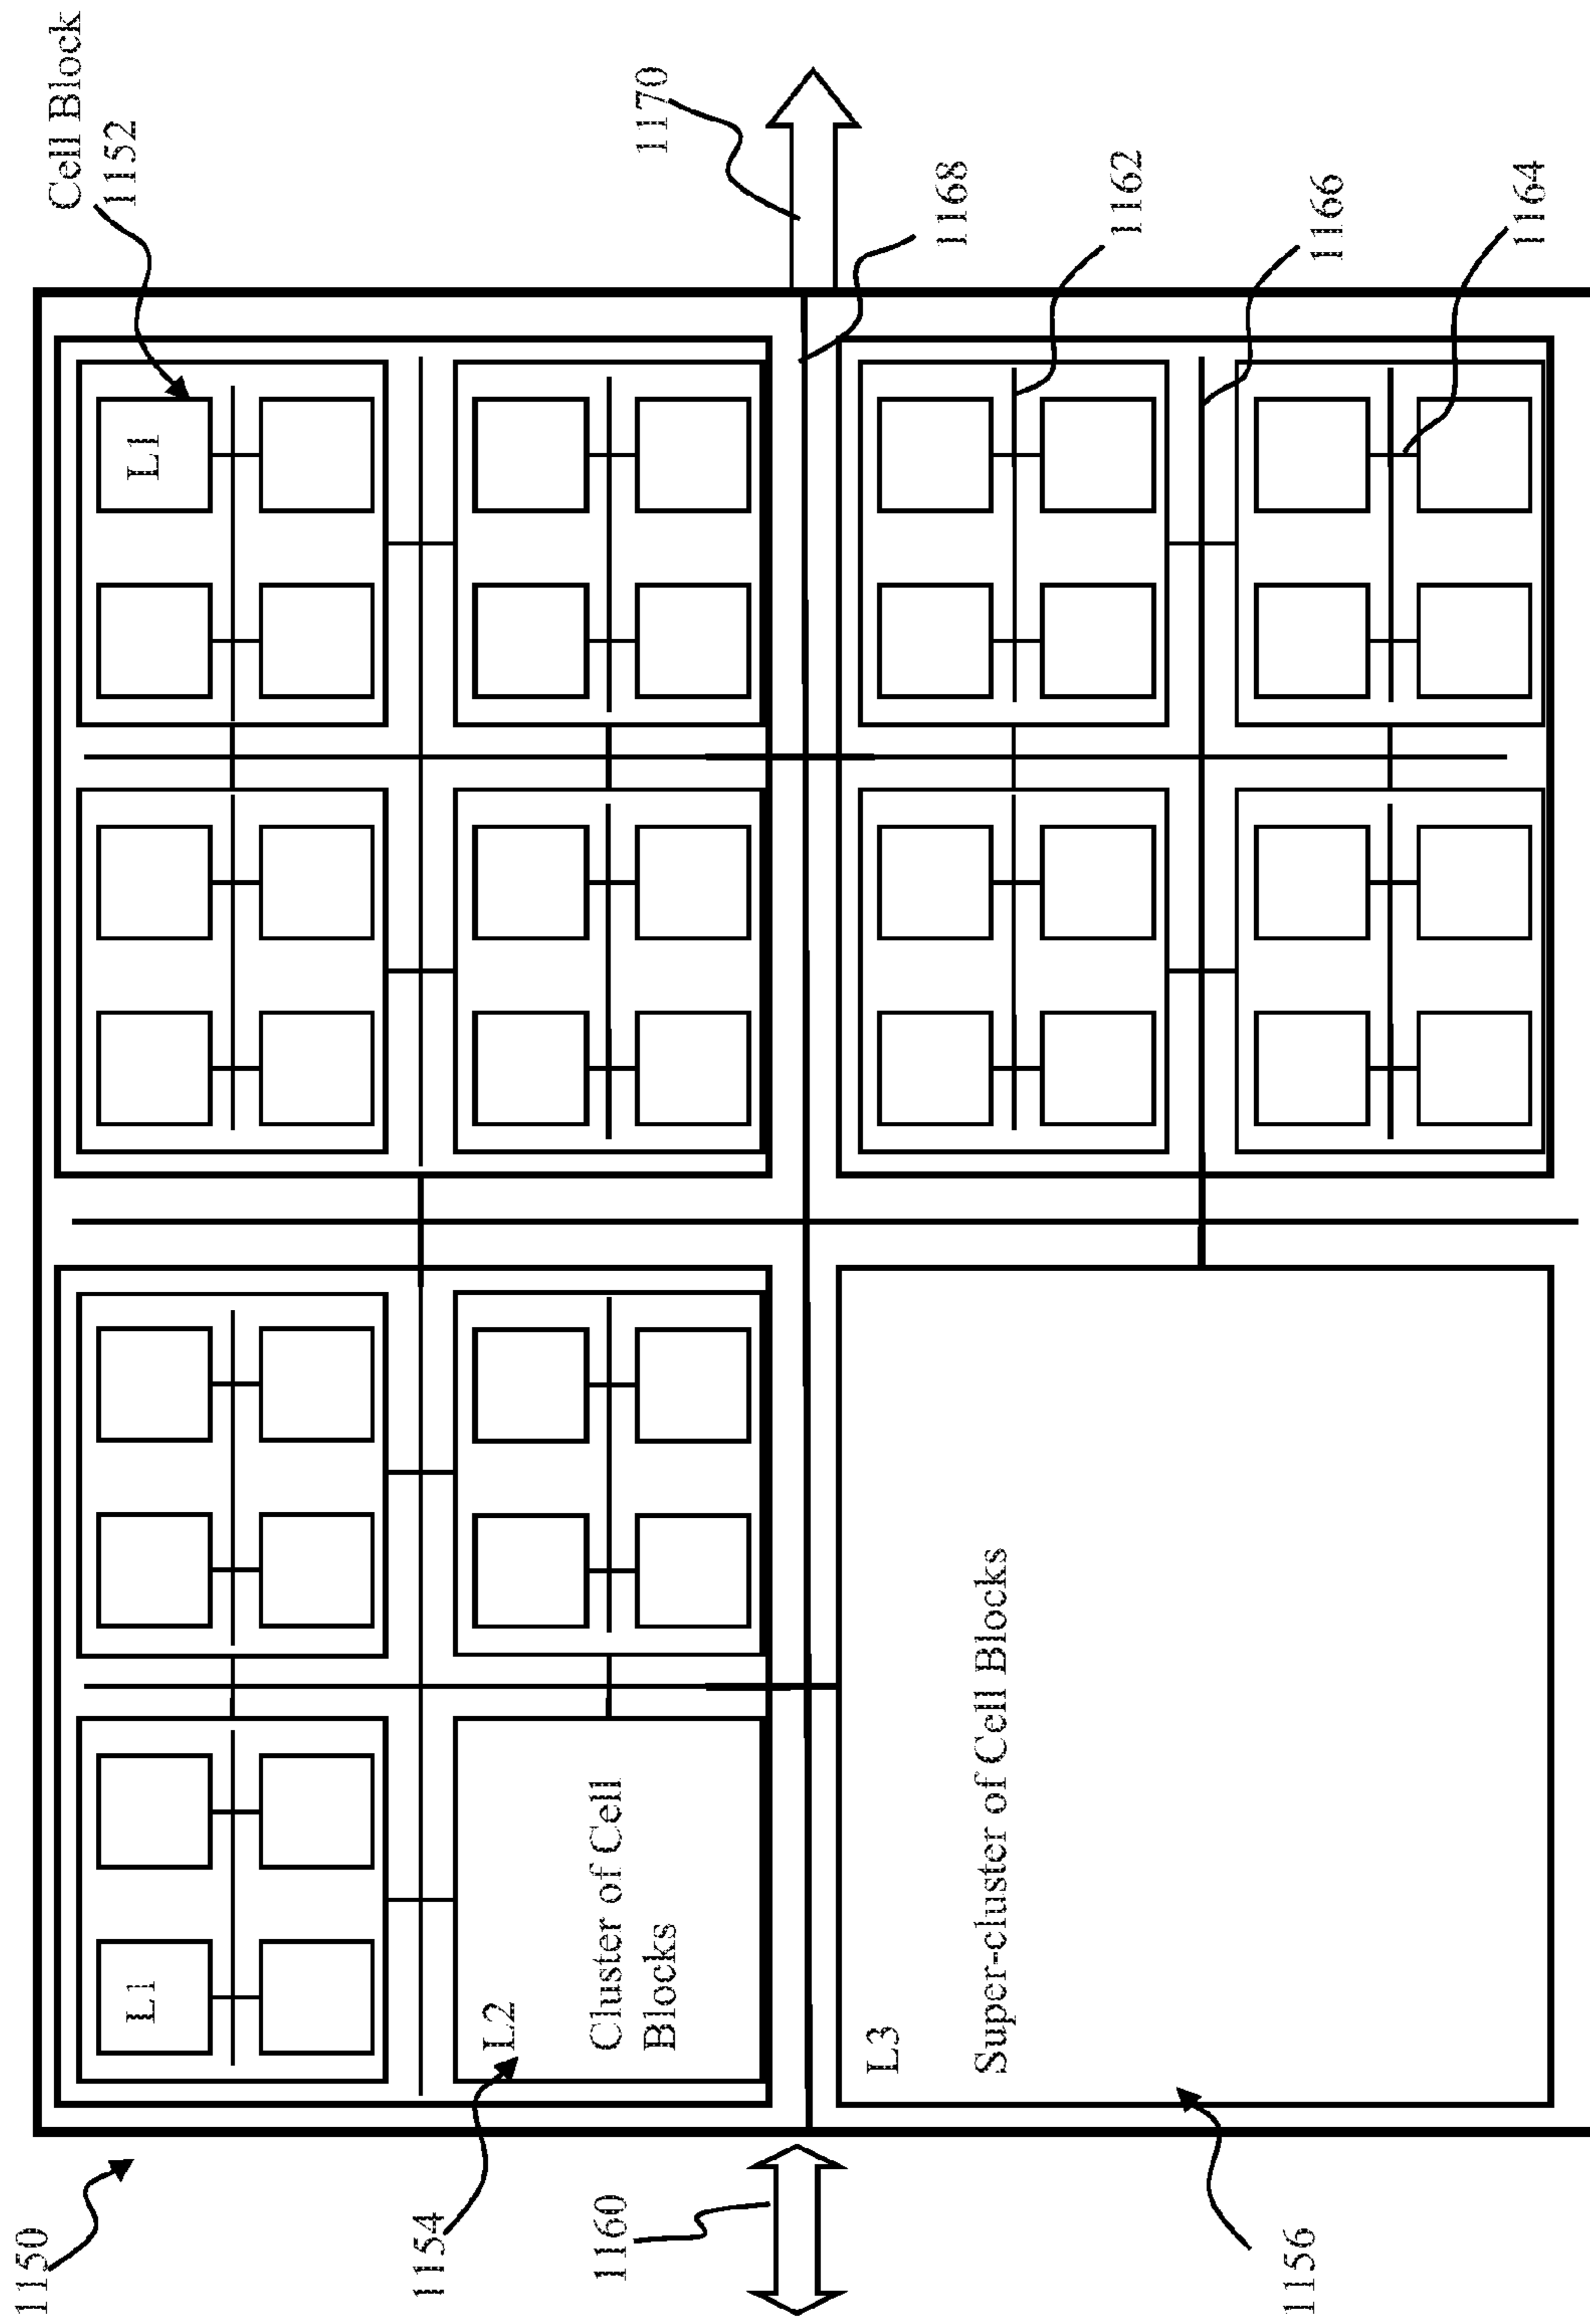 1150
Cell Block
1152
L1
L1
1154
L2
Cluster of Cell
Blocks
1160
1170
L3
1168
Super-cluster of Cell Blocks
1162
1156
1166
1164